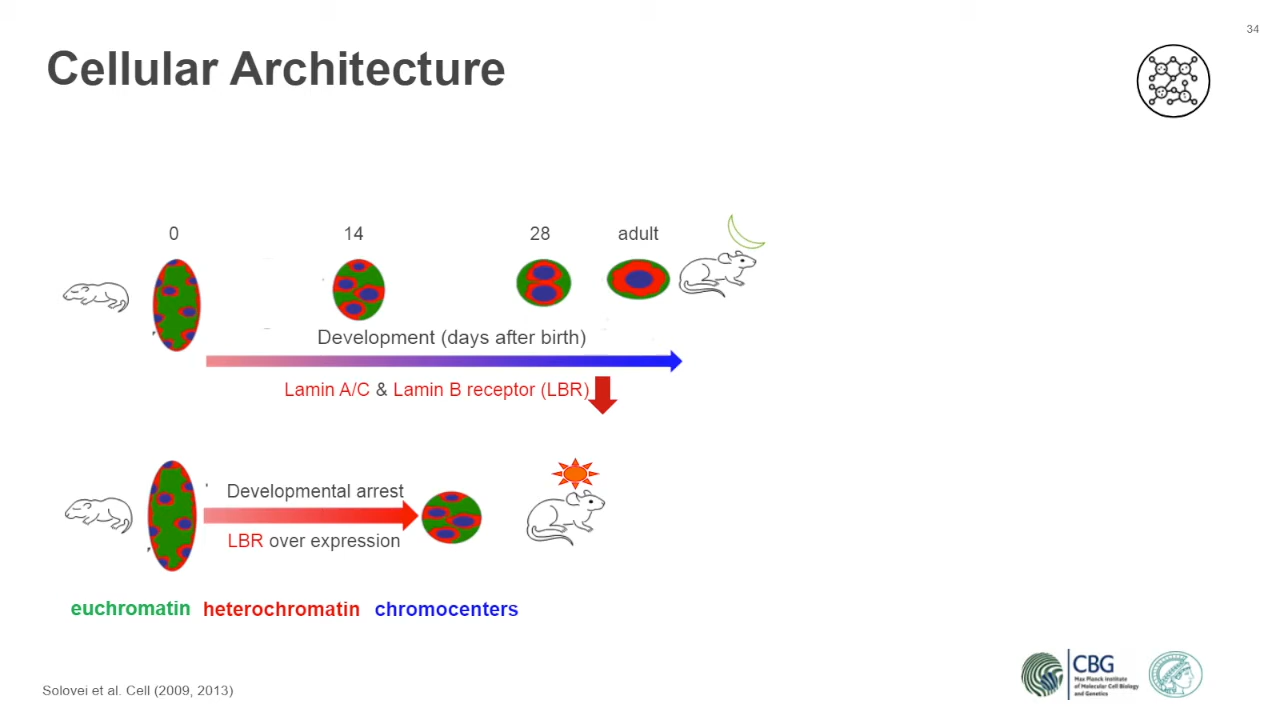 34
Cellular Architecture
0 14 28 adult
Development (days after birth)
Lamin A/C & Lamin B receptor (LBR)
Developmental arrest
LBR over expression
euchromatin heterochromatin chromocenters
CBG
Max Planck Institute
of Molecular Cell Biology
and Genetics
Solovei et al. Cell (2009, 2013)